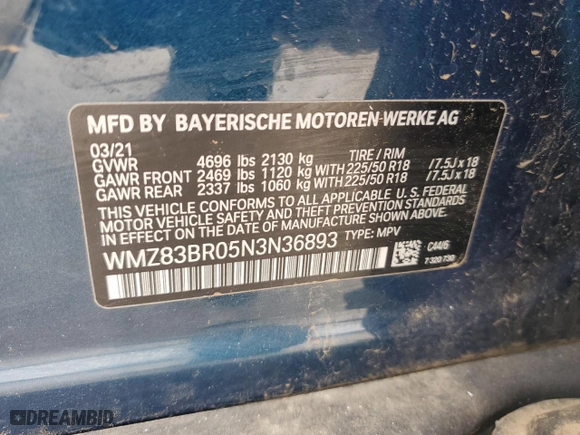 MFD BY BAYERISCHE MOTOREN WERKE AG
03/21
GVWR 4696 lbs 2130 kg TIRE / RIM
GAWR FRONT 2469 lbs 1120 kg WITH 225/50 R18 /7.5J x 18
GAWR REAR 2337 lbs 1060 kg WITH 225/50 R18 /7.5J x 18
THIS VEHICLE CONFORMS TO ALL APPLICABLE U. S. FEDERAL
MOTOR VEHICLE SAFETY AND THEFT PREVENTION STANDARDS
IN EFFECT ON THE DATE OF MANUFACTURE SHOWN ABOVE.
WMZ83BR05N3N36893 TYPE: MPV
C44/6
7 320 730
DREAMBID